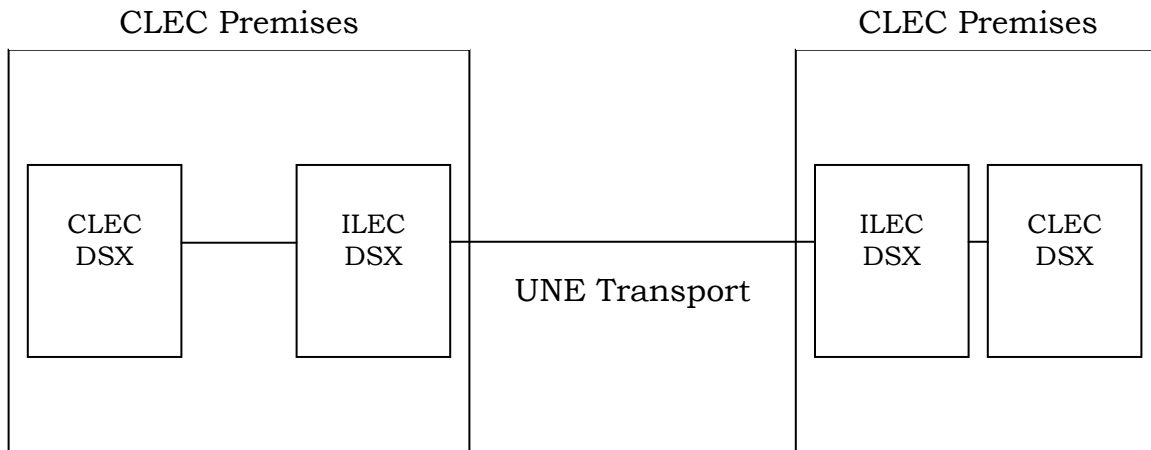 CLEC Premises
CLEC Premises
CLEC
DSX
ILEC
DSX
ILEC
DSX
CLEC
DSX
UNE Transport